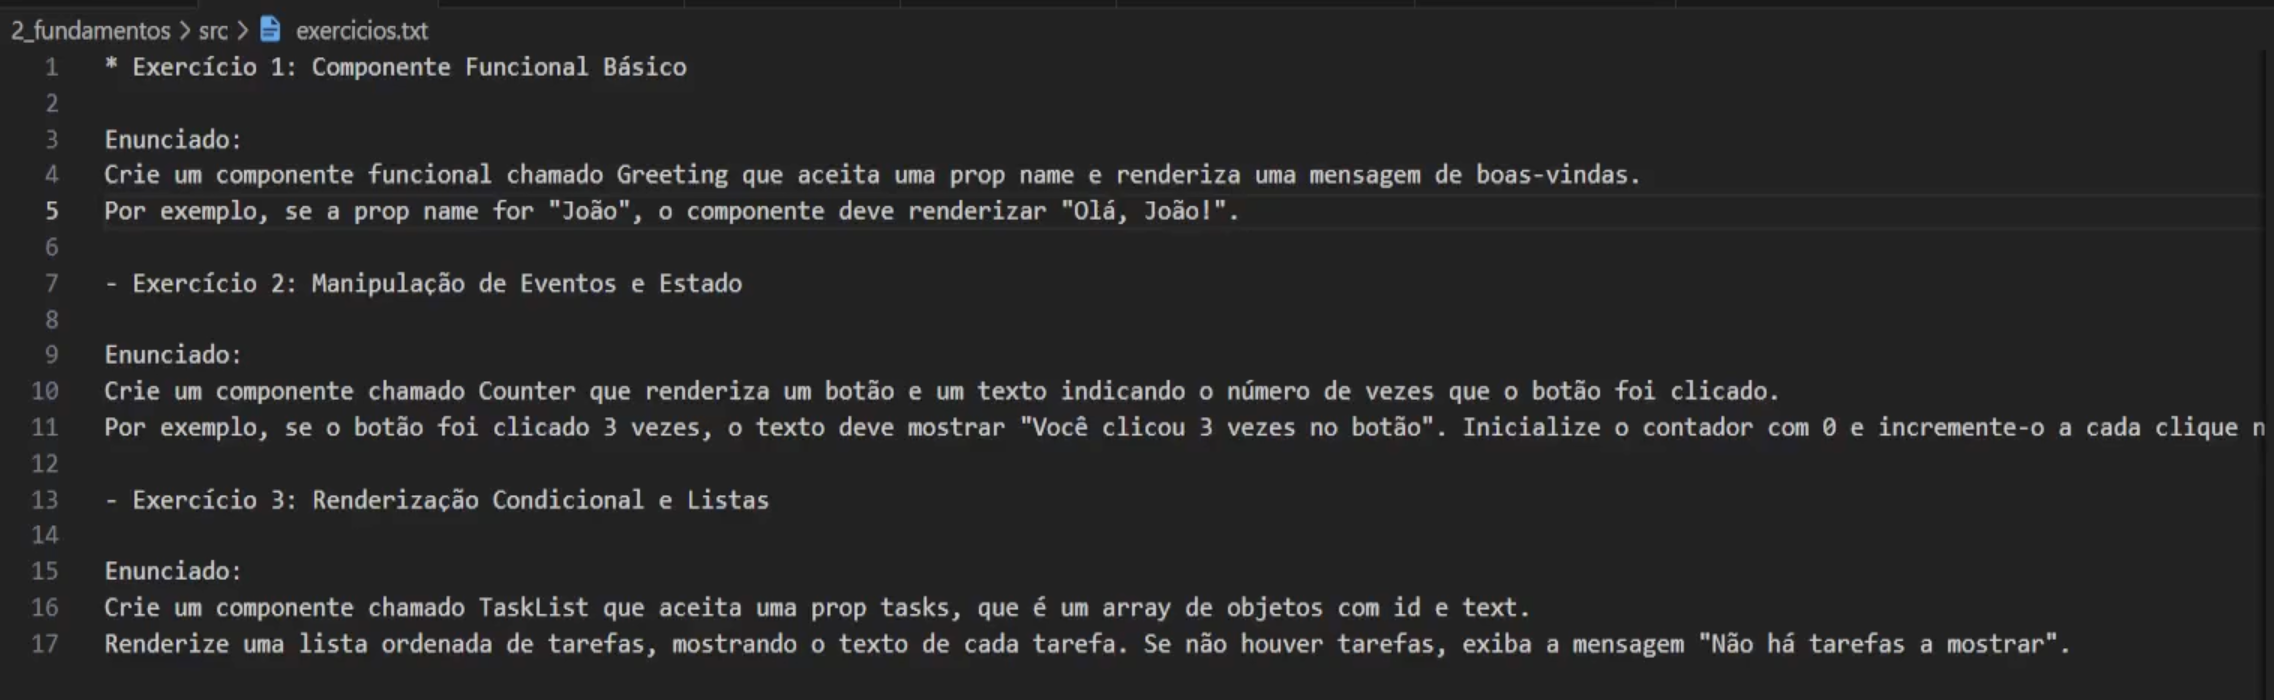 2_fundamentos > src > exercicios.txt
1 * Exercício 1: Componente Funcional Básico
2
3 Enunciado:
4 Crie um componente funcional chamado Greeting que aceita uma prop name e renderiza uma mensagem de boas-vindas.
5 Por exemplo, se a prop name for "João", o componente deve renderizar "Olá, João!".
6
7 - Exercício 2: Manipulação de Eventos e Estado
8
9 Enunciado:
10 Crie um componente chamado Counter que renderiza um botão e um texto indicando o número de vezes que o botão foi clicado.
11 Por exemplo, se o botão foi clicado 3 vezes, o texto deve mostrar "Você clicou 3 vezes no botão". Inicialize o contador com 0 e incremente-o a cada clique n
12
13 - Exercício 3: Renderização Condicional e Listas
14
15 Enunciado:
16 Crie um componente chamado TaskList que aceita uma prop tasks, que é um array de objetos com id e text.
17 Renderize uma lista ordenada de tarefas, mostrando o texto de cada tarefa. Se não houver tarefas, exiba a mensagem "Não há tarefas a mostrar".